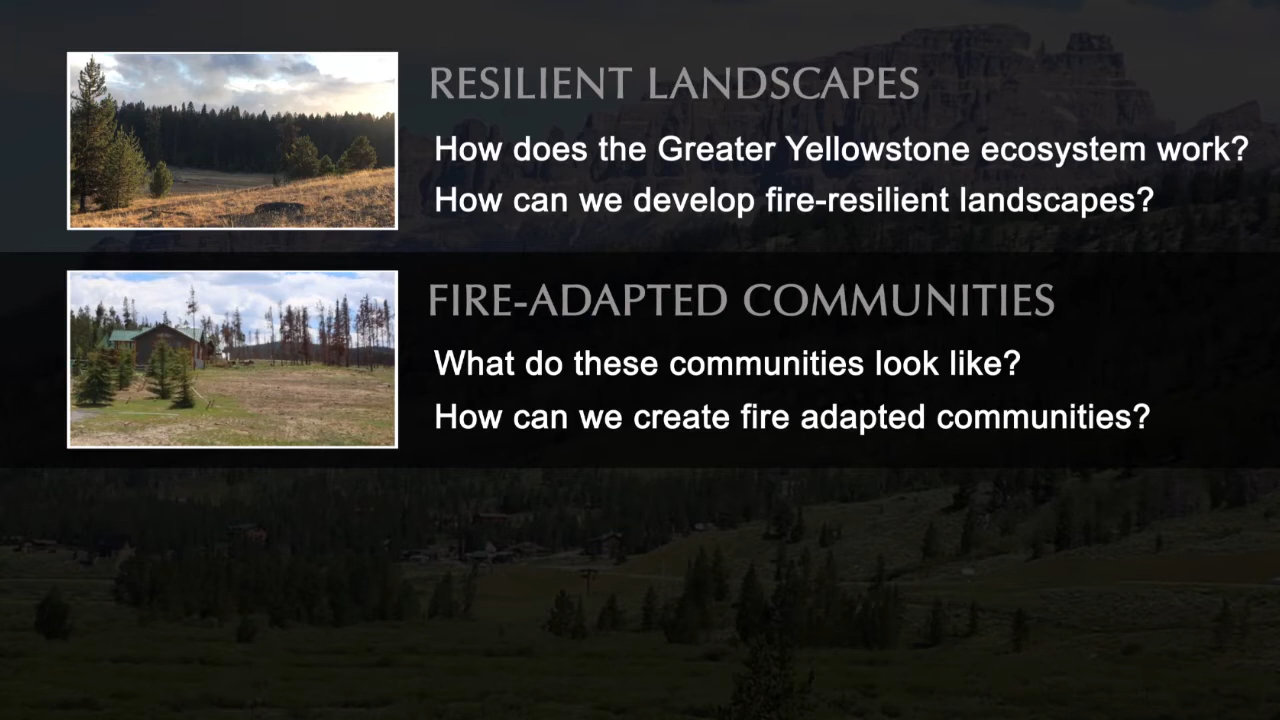 RESILIENT LANDSCAPES
How does the Greater Yellowstone ecosystem work?
How can we develop fire-resilient landscapes?
FIRE-ADAPTED COMMUNITIES
What do these communities look like?
How can we create fire adapted communities?